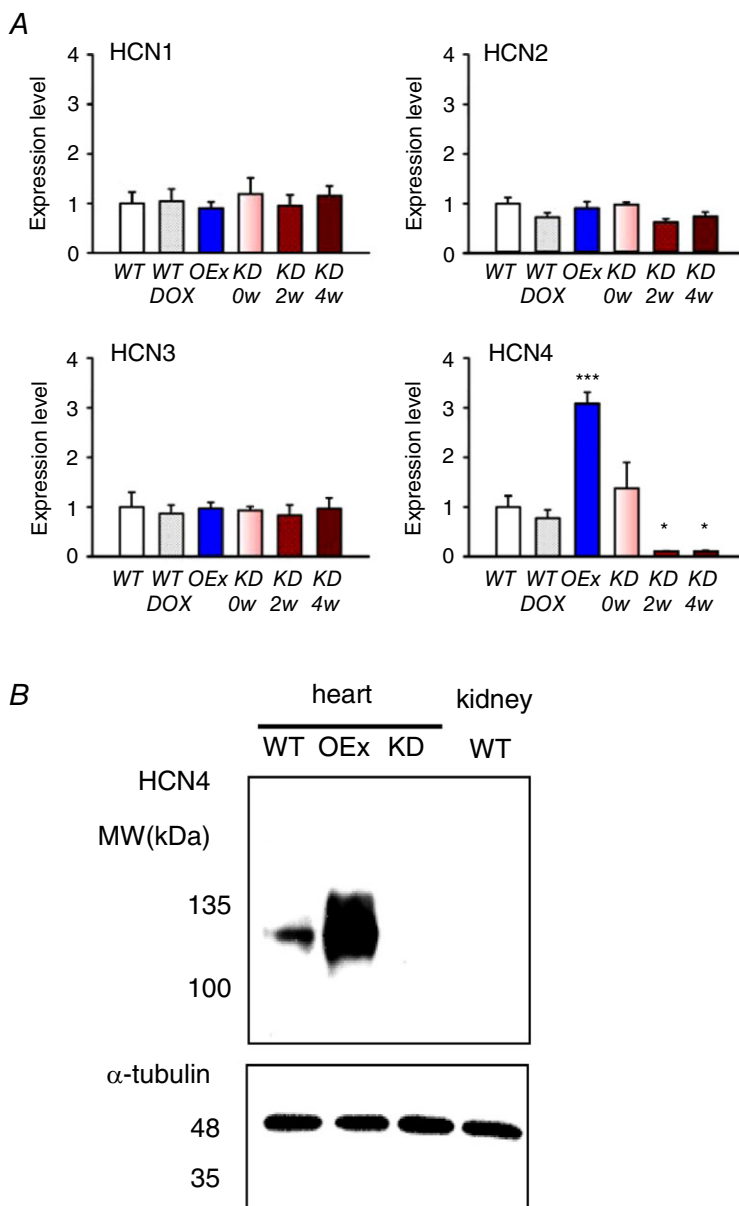 A
HCN1
Expression level
4
3
2
1
0
WT WT OEx KD KD KD
DOX 0w 2w 4w
HCN2
Expression level
4
3
2
1
0
WT WT OEx KD KD KD
DOX 0w 2w 4w
HCN3
Expression level
4
3
2
1
0
WT WT OEx KD KD KD
DOX 0w 2w 4w
HCN4
Expression level
4
3
2
1
0
***
* *
WT WT OEx KD KD KD
DOX 0w 2w 4w
B
heart kidney
WT OEx KD WT
HCN4
MW(kDa)
135
100
α-tubulin
48
35